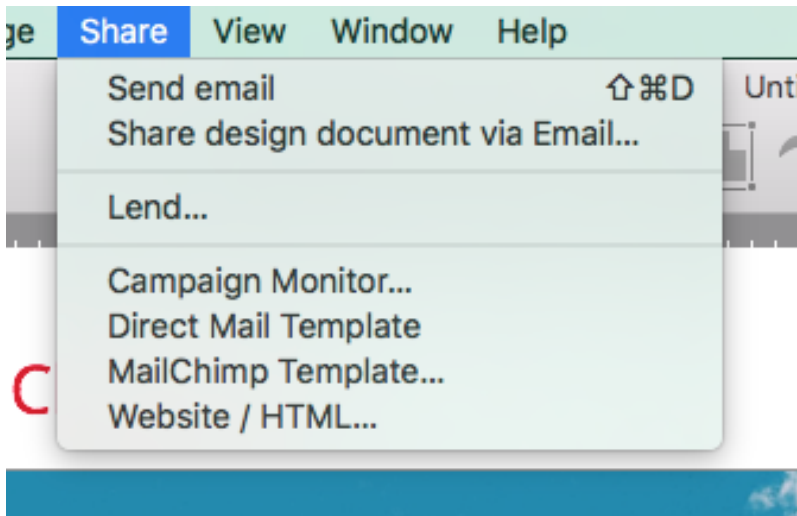 ge Share View Window Help
Send email ⇧⌘D Unti
Share design document via Email...
Lend...
Campaign Monitor...
Direct Mail Template
MailChimp Template...
Website / HTML...
C